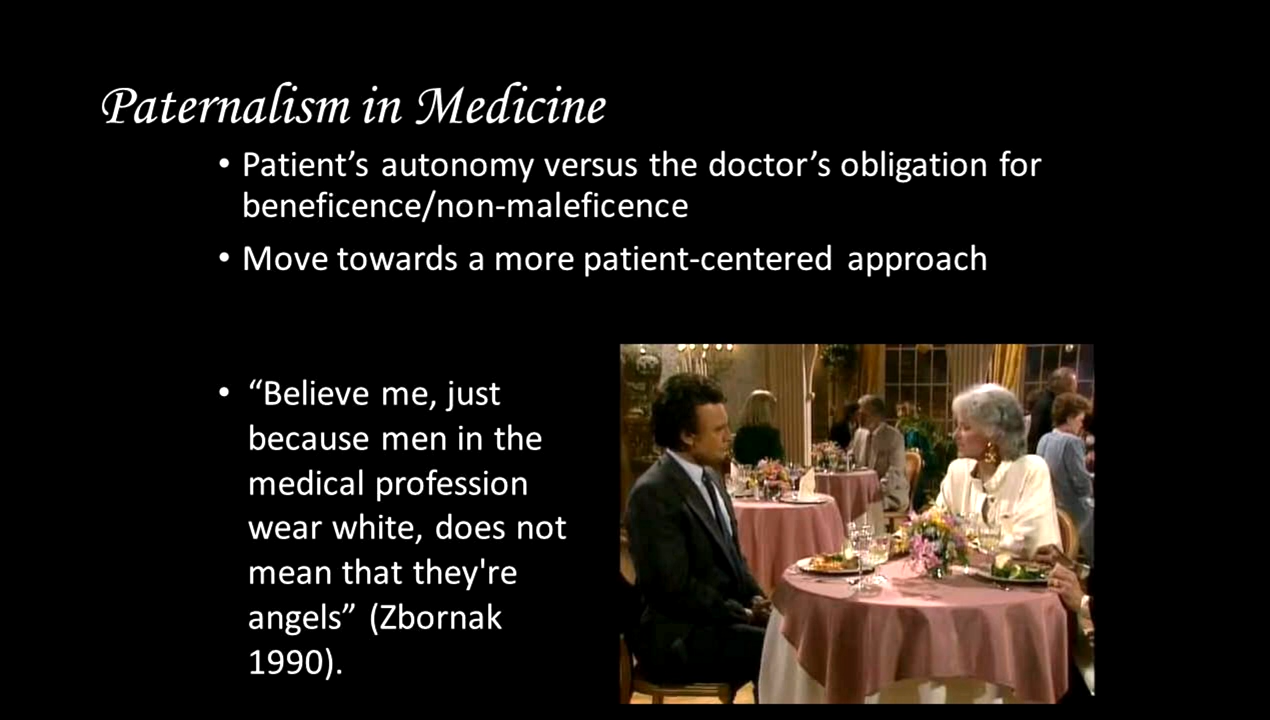 Paternalism in Medicine
• Patient’s autonomy versus the doctor’s obligation for
beneficence/non-maleficence
• Move towards a more patient-centered approach
• “Believe me, just
because men in the
medical profession
wear white, does not
mean that they're
angels” (Zbornak
1990).